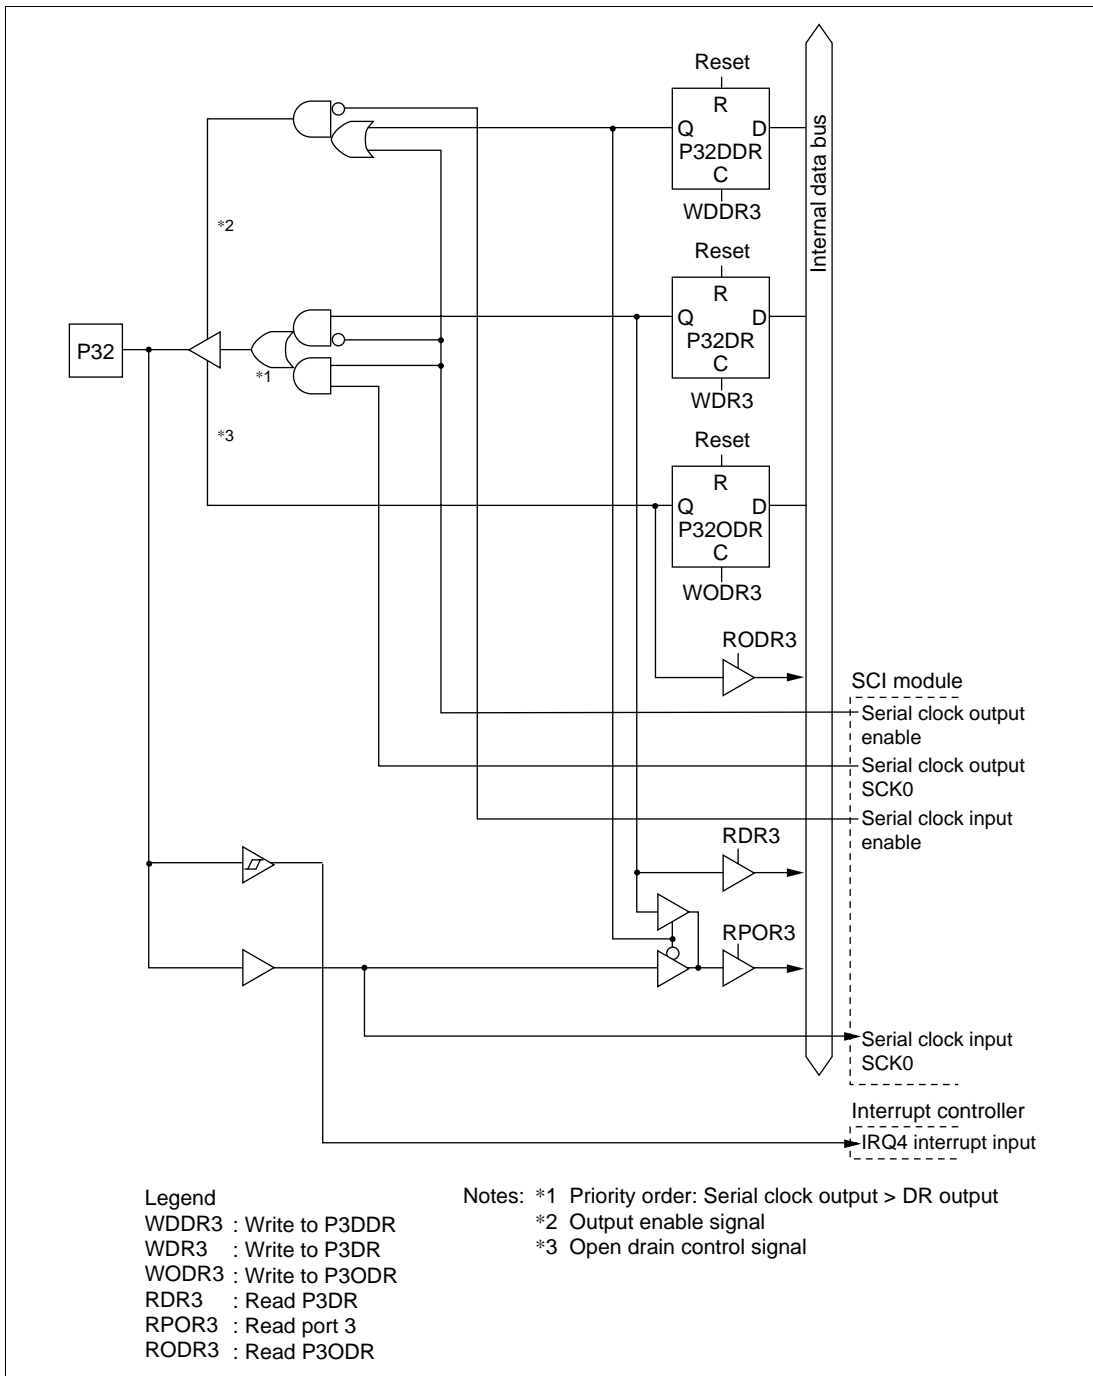 Reset
R
Q D
P32DDR
C
WDDR3
Internal data bus
*2
Reset
R
Q D
P32DR
C
WDR3
P32
*1
*3
Reset
R
Q D
P32ODR
C
WODR3
RODR3
SCI module
Serial clock output
enable
Serial clock output
SCK0
Serial clock input
enable
RDR3
RPOR3
Serial clock input
SCK0
Interrupt controller
IRQ4 interrupt input
Legend
WDDR3 : Write to P3DDR
WDR3 : Write to P3DR
WODR3 : Write to P3ODR
RDR3 : Read P3DR
RPOR3 : Read port 3
RODR3 : Read P3ODR
Notes: *1 Priority order: Serial clock output > DR output
*2 Output enable signal
*3 Open drain control signal